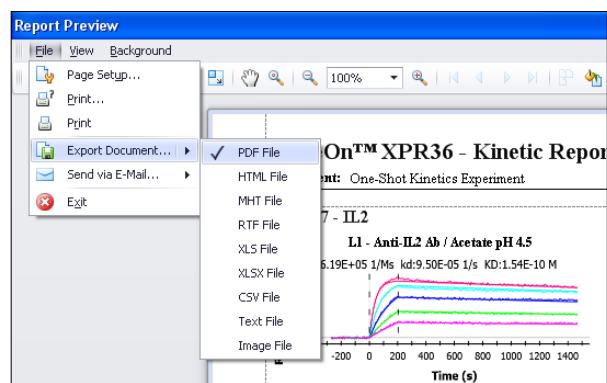 Report Preview
File View Background
Page Setup...
100%
Print...
Print
Export Document...
Send via E-Mail...
Exit
PDF File
HTML File
MHT File
RTF File
XLS File
XLSX File
CSV File
Text File
Image File
On™ XPR36 - Kinetic Repor
One-Shot Kinetics Experiment
7 - IL2
L1 - Anti-IL2 Ab / Acetate pH 4.5
6.19E+05 1/Ms kd:9.50E-05 1/s KD:1.54E-10 M
-200 0 200 400 600 800 1000 1200 1400
Time (s)